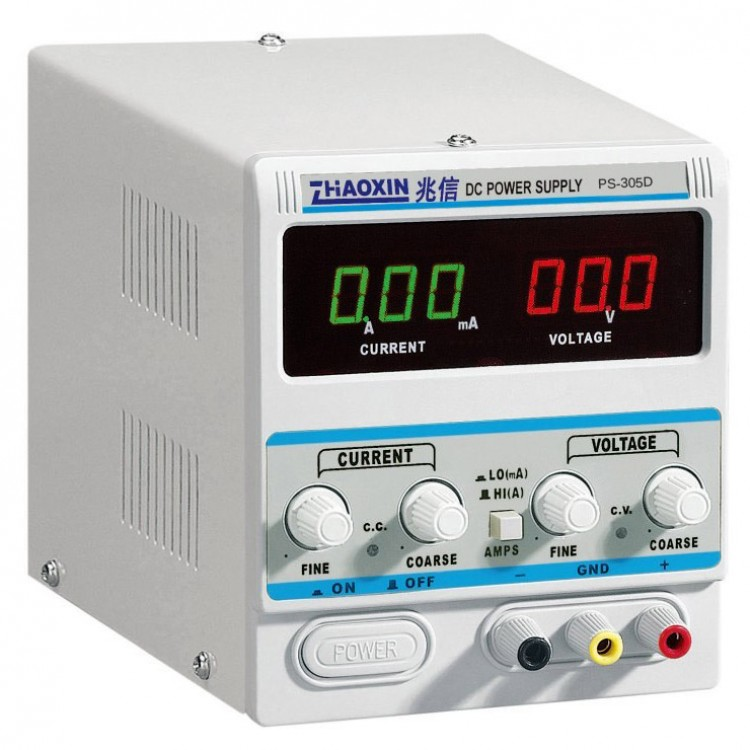 ZHAOXIN 兆信 DC POWER SUPPLY PS-305D
0.00 00.0
A mA V
CURRENT VOLTAGE
CURRENT VOLTAGE
LO(mA)
HI(A)
C.C. C.V.
FINE COARSE AMPS FINE COARSE
ON OFF - GND +
POWER